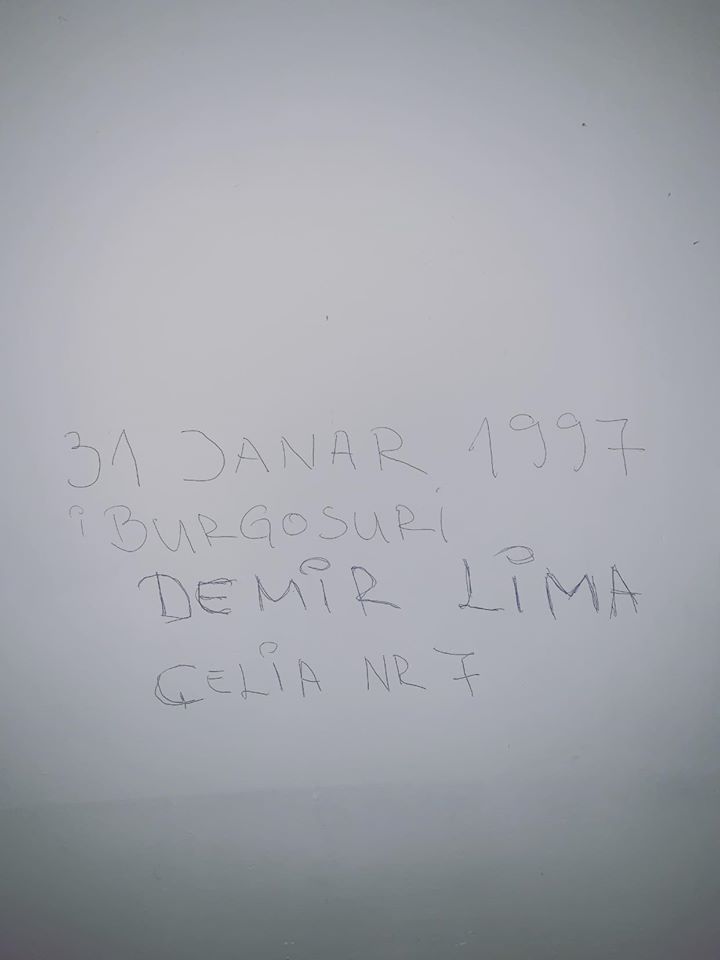 31 JANAR 1997
i BURGOSURi
DEMiR LiMA
ÇELiA NR 7